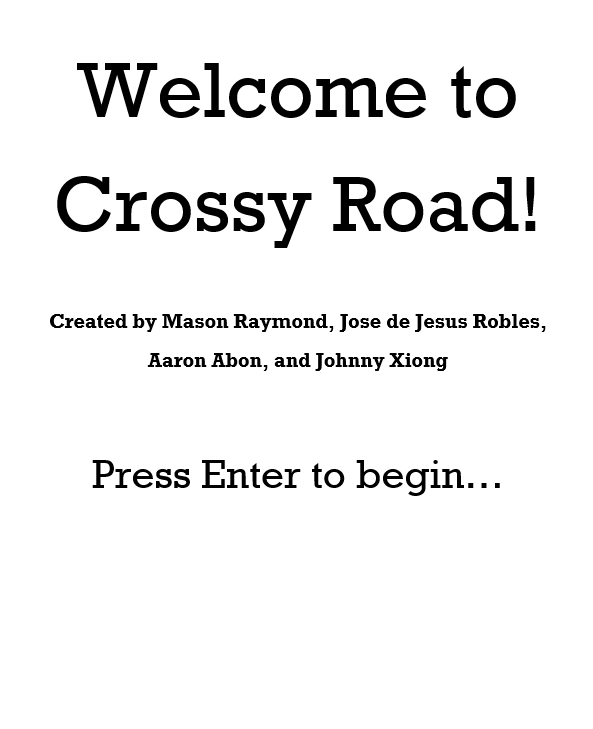 Welcome to
Crossy Road!
Created by Mason Raymond, Jose de Jesus Robles,
Aaron Abon, and Johnny Xiong
Press Enter to begin...